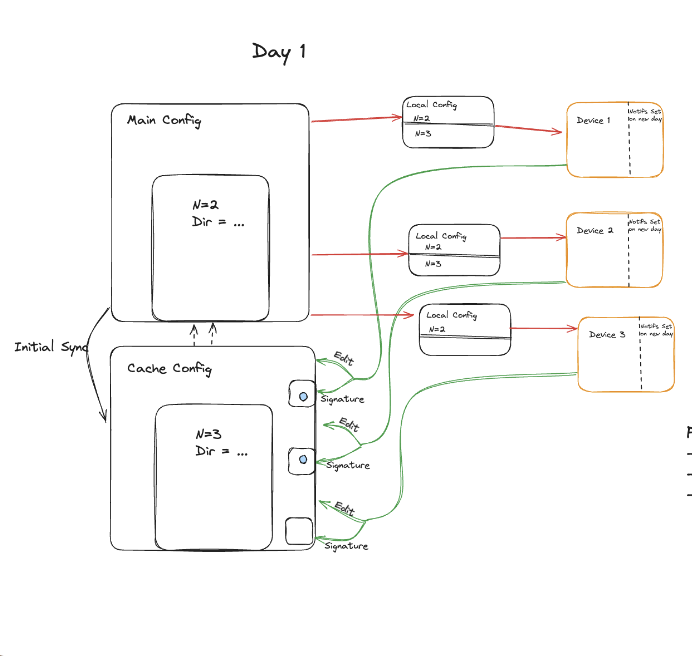 Day 1
Main Config
N=2
Dir = ...
Local Config
N=2
N=3
Device 1
Notifs Set
on new day
Local Config
N=2
N=3
Device 2
Notifs Set
on new day
Local Config
N=2
Device 3
Notifs Set
on new day
Initial Sync
Cache Config
N=3
Dir = ...
Edit
Signature
Edit
Signature
Edit
Signature